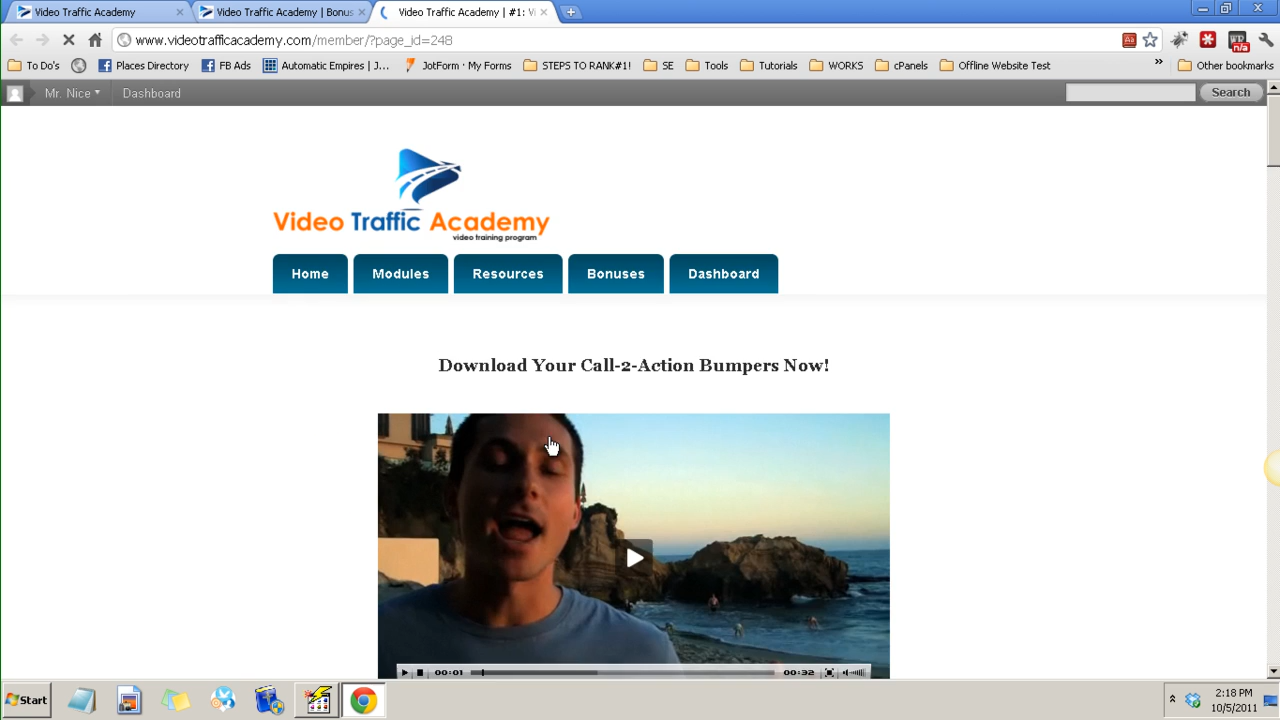 Video Traffic Academy
Video Traffic Academy | Bonus
Video Traffic Academy | #1: V
www.videotrafficacademy.com/member/?page_id=248
To Do's
Places Directory
FB Ads
Automatic Empires | J...
JotForm · My Forms
STEPS TO RANK#1!
SE
Tools
Tutorials
WORKS
cPanels
Offline Website Test
Other bookmarks
n/a
Mr. Nice
Dashboard
Search
Video Traffic Academy
video training program
Home
Modules
Resources
Bonuses
Dashboard
Download Your Call-2-Action Bumpers Now!
00:01
00:32
Start
2:18 PM
10/5/2011